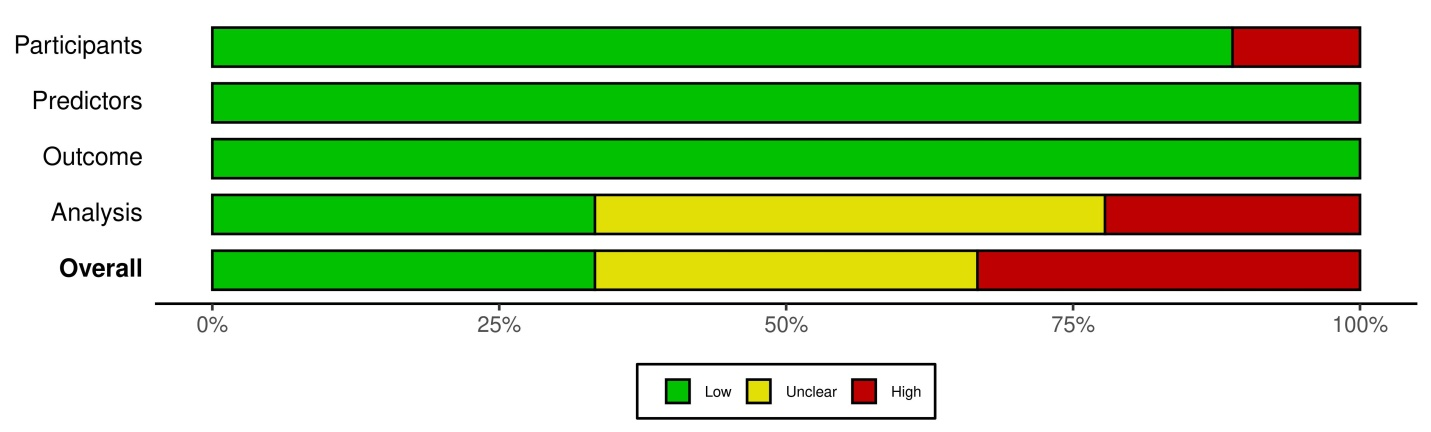 Participants
Predictors
Outcome
Analysis
Overall
0% 25% 50% 75% 100%
Low Unclear High